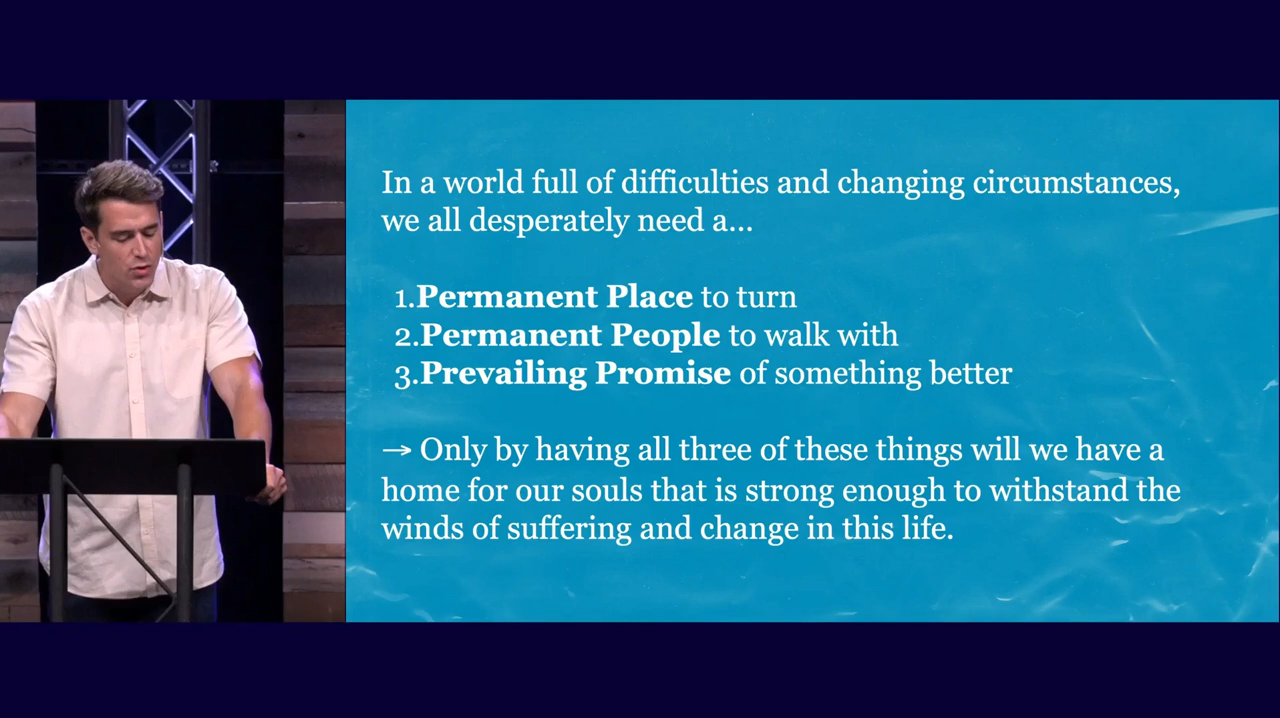 In a world full of difficulties and changing circumstances,
we all desperately need a...
1.Permanent Place to turn
2.Permanent People to walk with
3.Prevailing Promise of something better
→ Only by having all three of these things will we have a
home for our souls that is strong enough to withstand the
winds of suffering and change in this life.